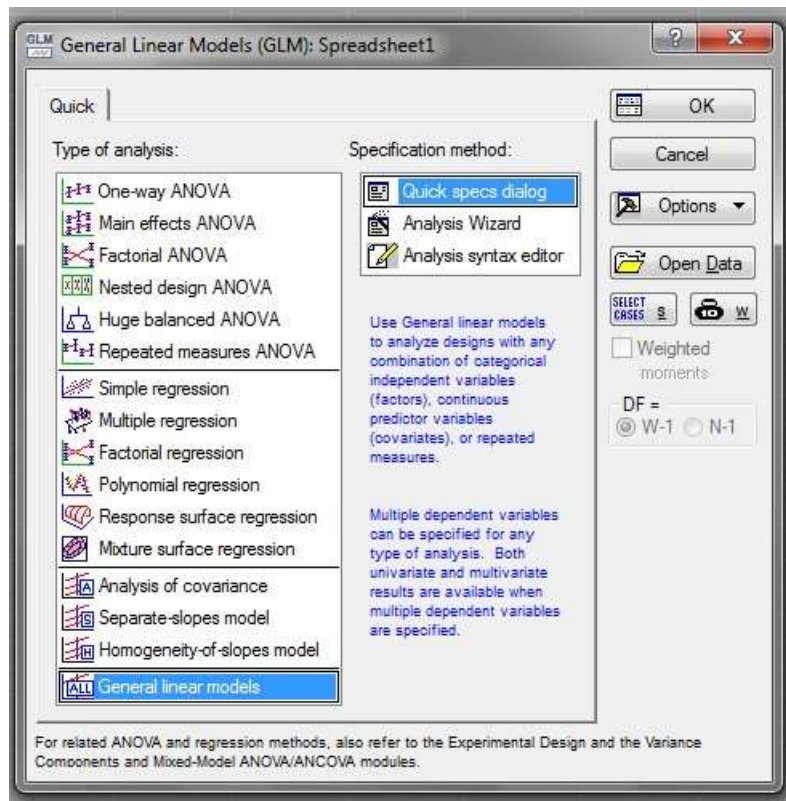 GLM General Linear Models (GLM): Spreadsheet1
Quick
Type of analysis:
One-way ANOVA
Main effects ANOVA
Factorial ANOVA
Nested design ANOVA
Huge balanced ANOVA
Repeated measures ANOVA
Simple regression
Multiple regression
Factorial regression
Polynomial regression
Response surface regression
Mixture surface regression
A Analysis of covariance
S Separate-slopes model
H Homogeneity-of-slopes model
ALL General linear models
Specification method:
Quick specs dialog
Analysis Wizard
Analysis syntax editor
Use General linear models
to analyze designs with any
combination of categorical
independent variables
(factors), continuous
predictor variables
(covariates), or repeated
measures.
Multiple dependent variables
can be specified for any
type of analysis. Both
univariate and multivariate
results are available when
multiple dependent variables
are specified.
OK
Cancel
Options
Open Data
SELECT
CASES S W
Weighted
moments
DF =
W-1 N-1
For related ANOVA and regression methods, also refer to the Experimental Design and the Variance
Components and Mixed-Model ANOVA/ANCOVA modules.